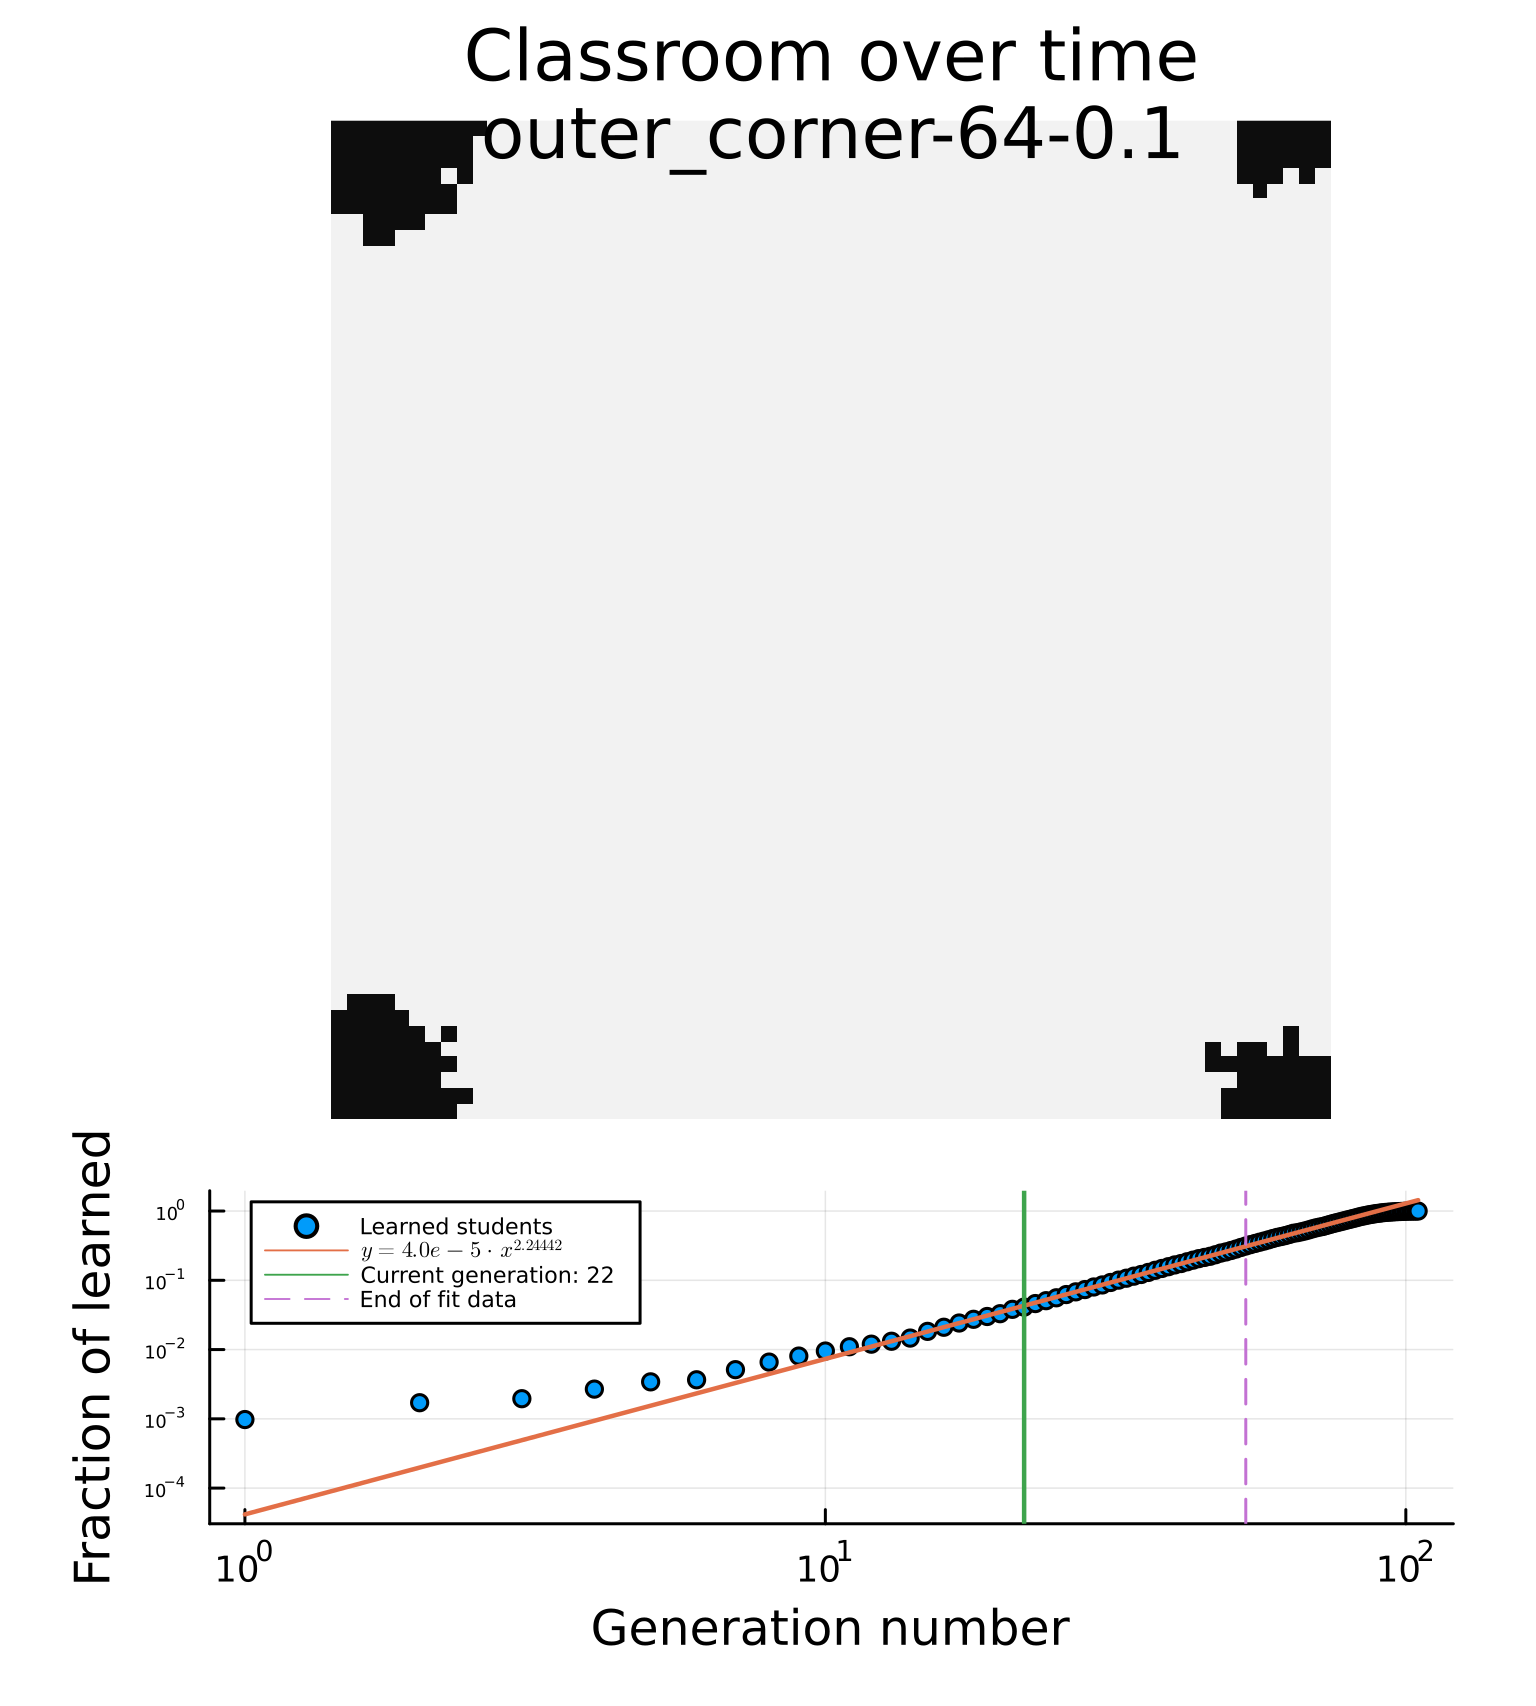 Classroom over time
outer_corner-64-0.1
Fraction of learned
10⁰
10⁻¹
10⁻²
10⁻³
10⁻⁴
Learned students
y = 4.0e − 5 · x^2.24442
Current generation: 22
End of fit data
10⁰ 10¹ 10²
Generation number